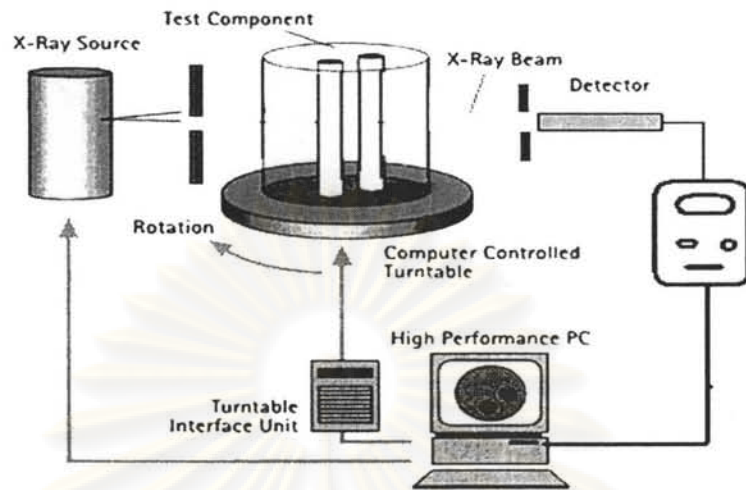 Test Component
X-Ray Source
X-Ray Beam
Detector
Rotation
Computer Controlled
Turntable
High Performance PC
Turntable
Interface Unit